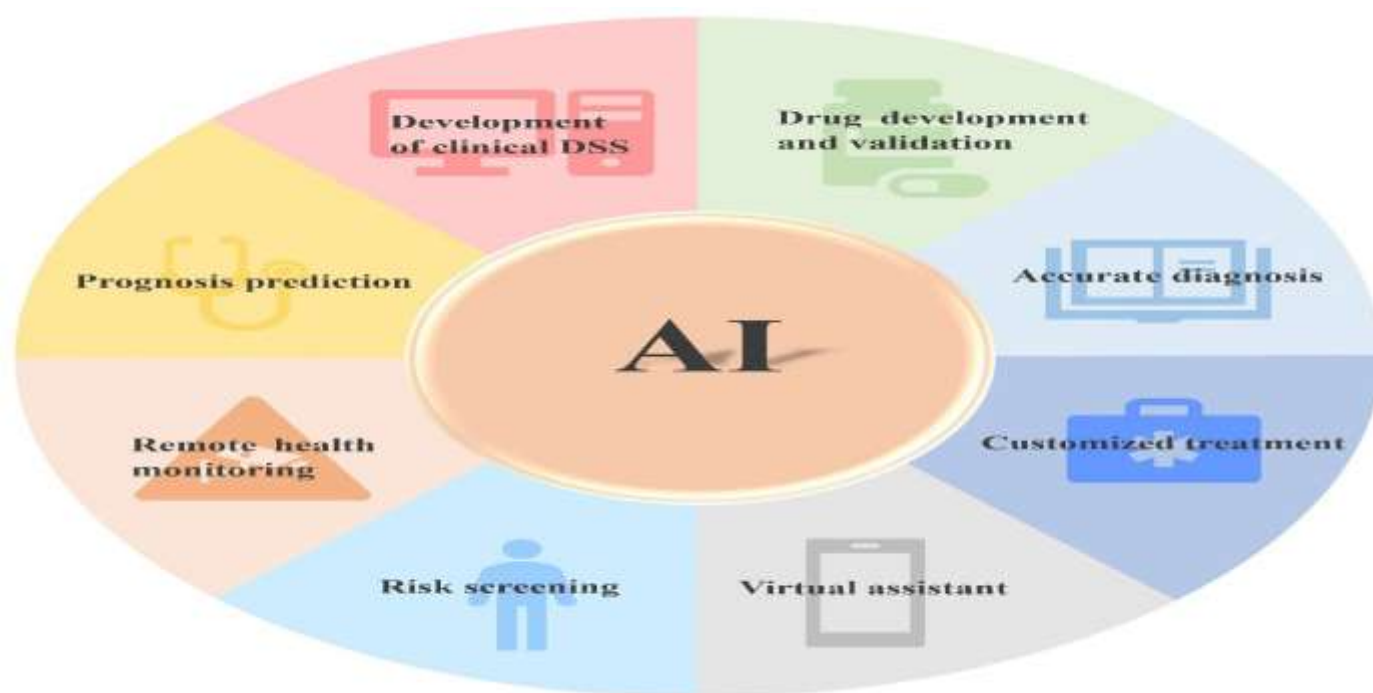 Development
of clinical DSS
Drug development
and validation
Prognosis prediction
Accurate diagnosis
AI
Remote health
monitoring
Customized treatment
Risk screening
Virtual assistant